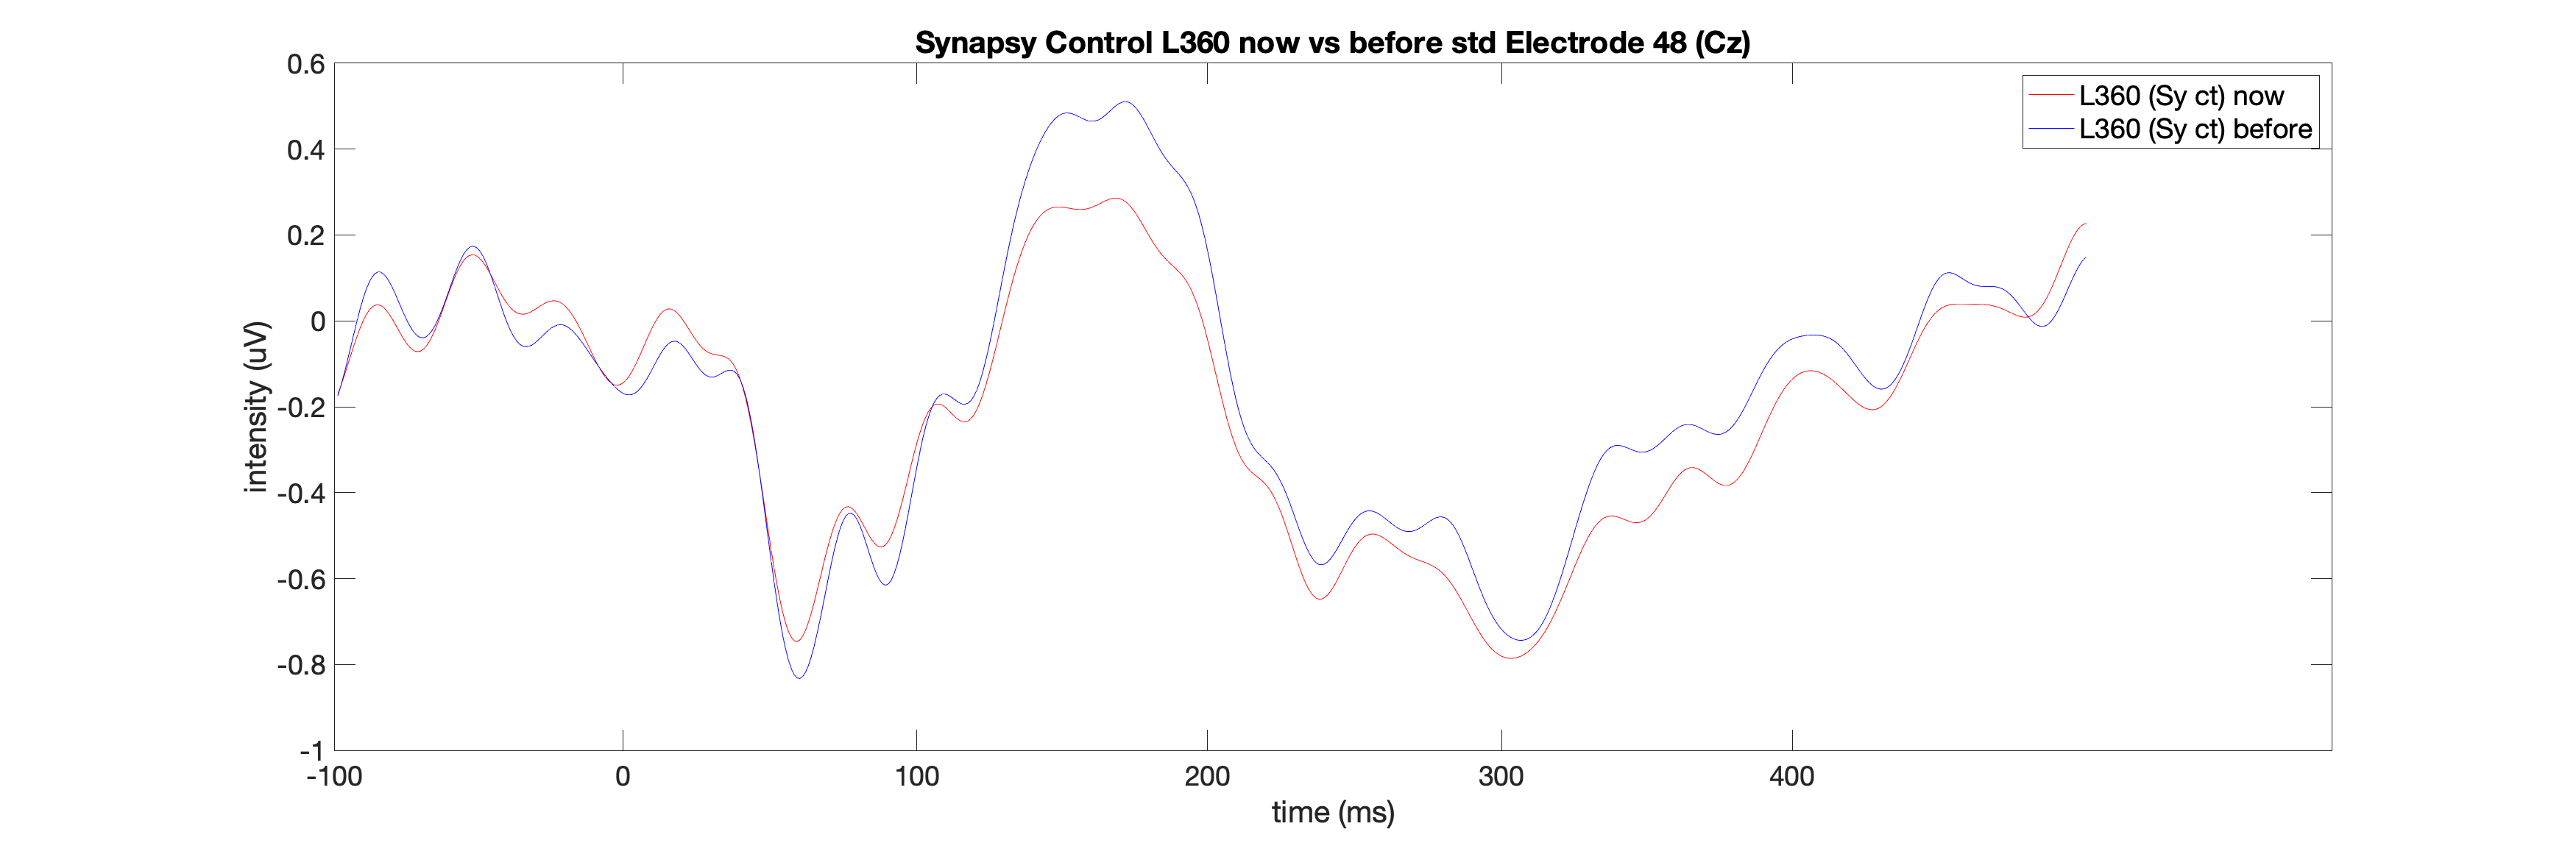 Synapsy Control L360 now vs before std Electrode 48 (Cz)
L360 (Sy ct) now
L360 (Sy ct) before
intensity (uV)
0.6
0.4
0.2
0
-0.2
-0.4
-0.6
-0.8
-1
-100 0 100 200 300 400
time (ms)